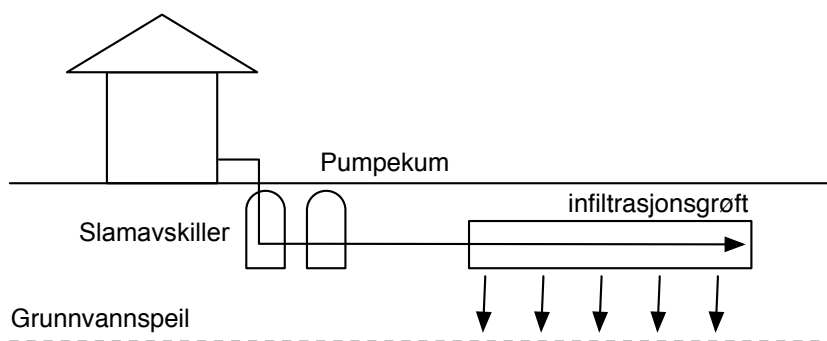 Pumpekum
infiltrasjonsgrøft
Slamavskiller
Grunnvannspeil